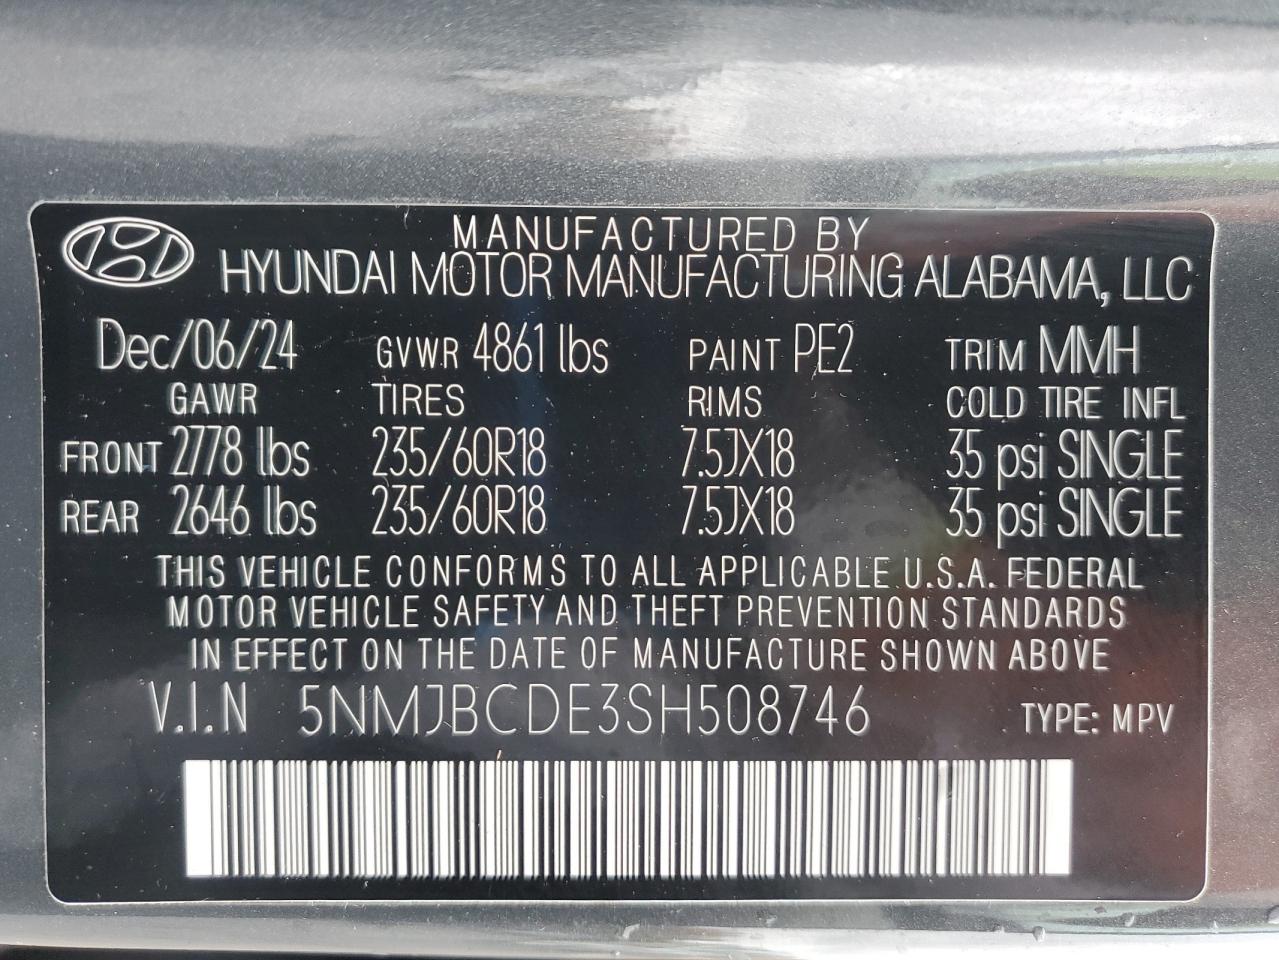 MANUFACTURED BY
HYUNDAI MOTOR MANUFACTURING ALABAMA, LLC
Dec/06/24 GVWR 4861 lbs PAINT PE2 TRIM MMH
GAWR TIRES RIMS COLD TIRE INFL
FRONT 2778 lbs 235/60R18 7.5JX18 35 psi SINGLE
REAR 2646 lbs 235/60R18 7.5JX18 35 psi SINGLE
THIS VEHICLE CONFORMS TO ALL APPLICABLE U.S.A. FEDERAL
MOTOR VEHICLE SAFETY AND THEFT PREVENTION STANDARDS
IN EFFECT ON THE DATE OF MANUFACTURE SHOWN ABOVE
V.I.N 5NMJBCDE3SH508746 TYPE: MPV